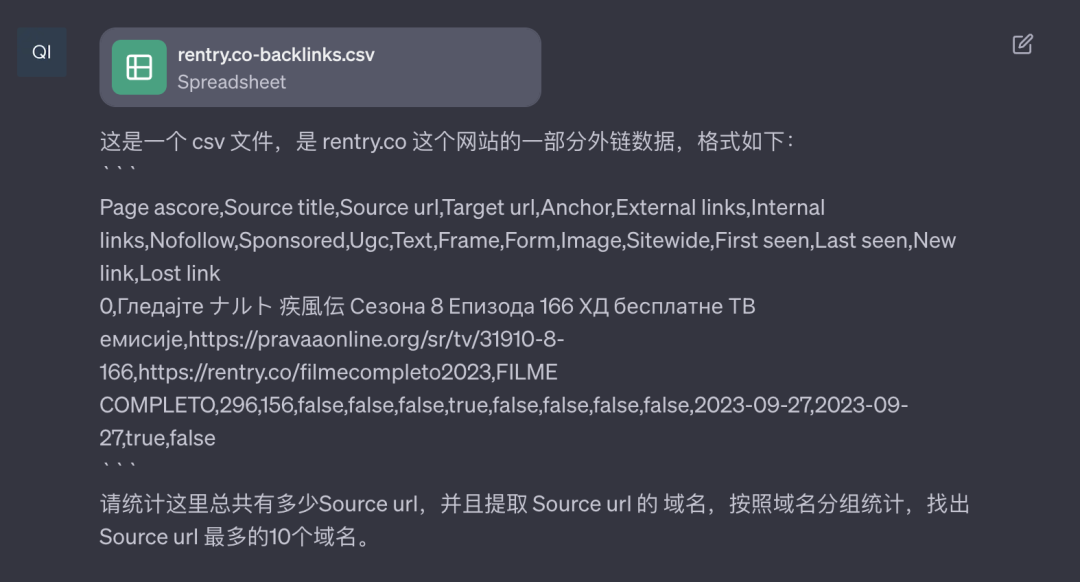 QI
rentry.co-backlinks.csv
Spreadsheet
这是一个 csv 文件，是 rentry.co 这个网站的一部分外链数据，格式如下：
```
Page ascore,Source title,Source url,Target url,Anchor,External links,Internal
links,Nofollow,Sponsored,Ugc,Text,Frame,Form,Image,Sitewide,First seen,Last seen,New
link,Lost link
0,Гледајте ナルト 疾風伝 Сезона 8 Епизода 166 ХД бесплатне ТВ
емисије,https://pravaaonline.org/sr/tv/31910-8-
166,https://rentry.co/filmecompleto2023,FILME
COMPLETO,296,156,false,false,false,true,false,false,false,false,2023-09-27,2023-09-
27,true,false
```
请统计这里总共有多少Source url，并且提取 Source url 的 域名，按照域名分组统计，找出
Source url 最多的10个域名。